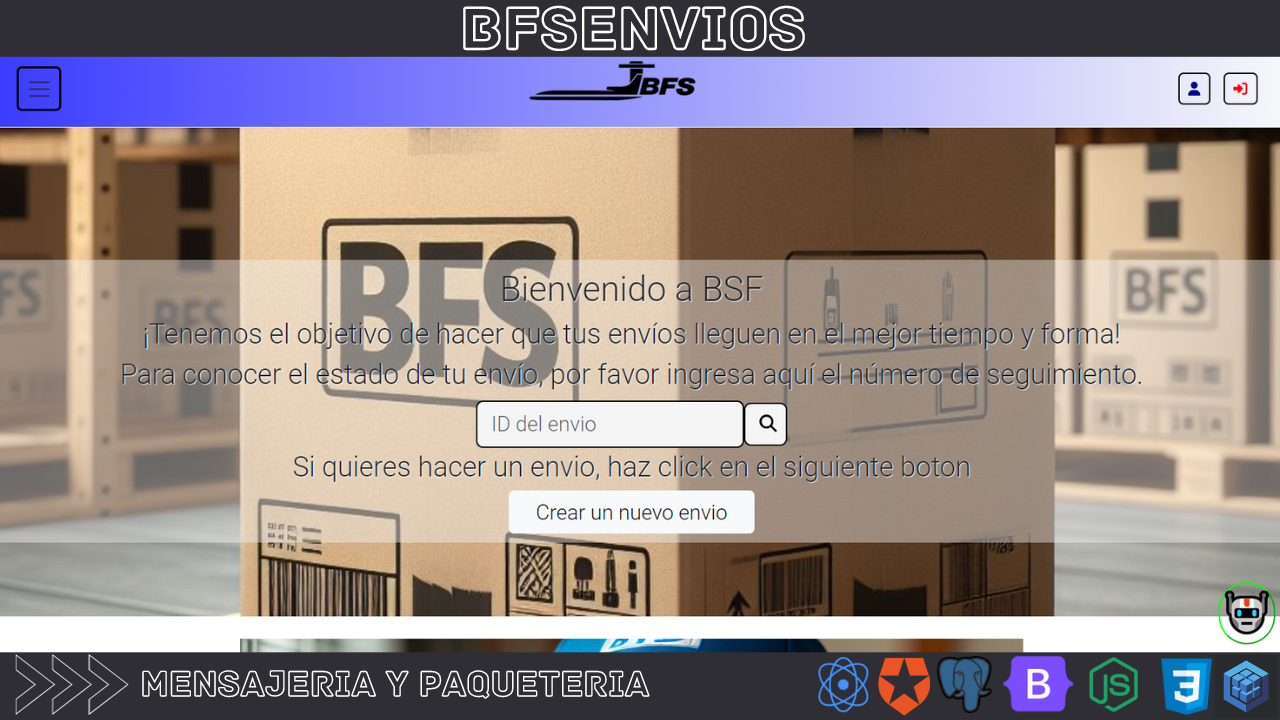 BFSENVIOS
BFS
BFS
Bienvenido a BSF
¡Tenemos el objetivo de hacer que tus envíos lleguen en el mejor tiempo y forma!
Para conocer el estado de tu envío, por favor ingresa aquí el número de seguimiento.
ID del envio
Si quieres hacer un envio, haz click en el siguiente boton
Crear un nuevo envio
BFS
BFS
MENSAJERIA Y PAQUETERIA
B
JS
3